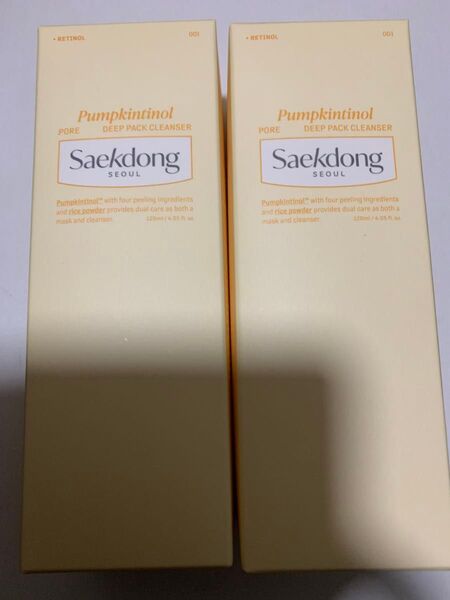 • RETINOL 001
Pumpkintinol
PORE DEEP PACK CLEANSER
Saekdong
SEOUL
Pumpkintinol™ with four peeling ingredients
and rice powder provides dual care as both a
mask and cleanser. 120ml / 4.05 fl. oz
• RETINOL 001
Pumpkintinol
PORE DEEP PACK CLEANSER
Saekdong
SEOUL
Pumpkintinol™ with four peeling ingredients
and rice powder provides dual care as both a
mask and cleanser. 120ml / 4.05 fl. oz